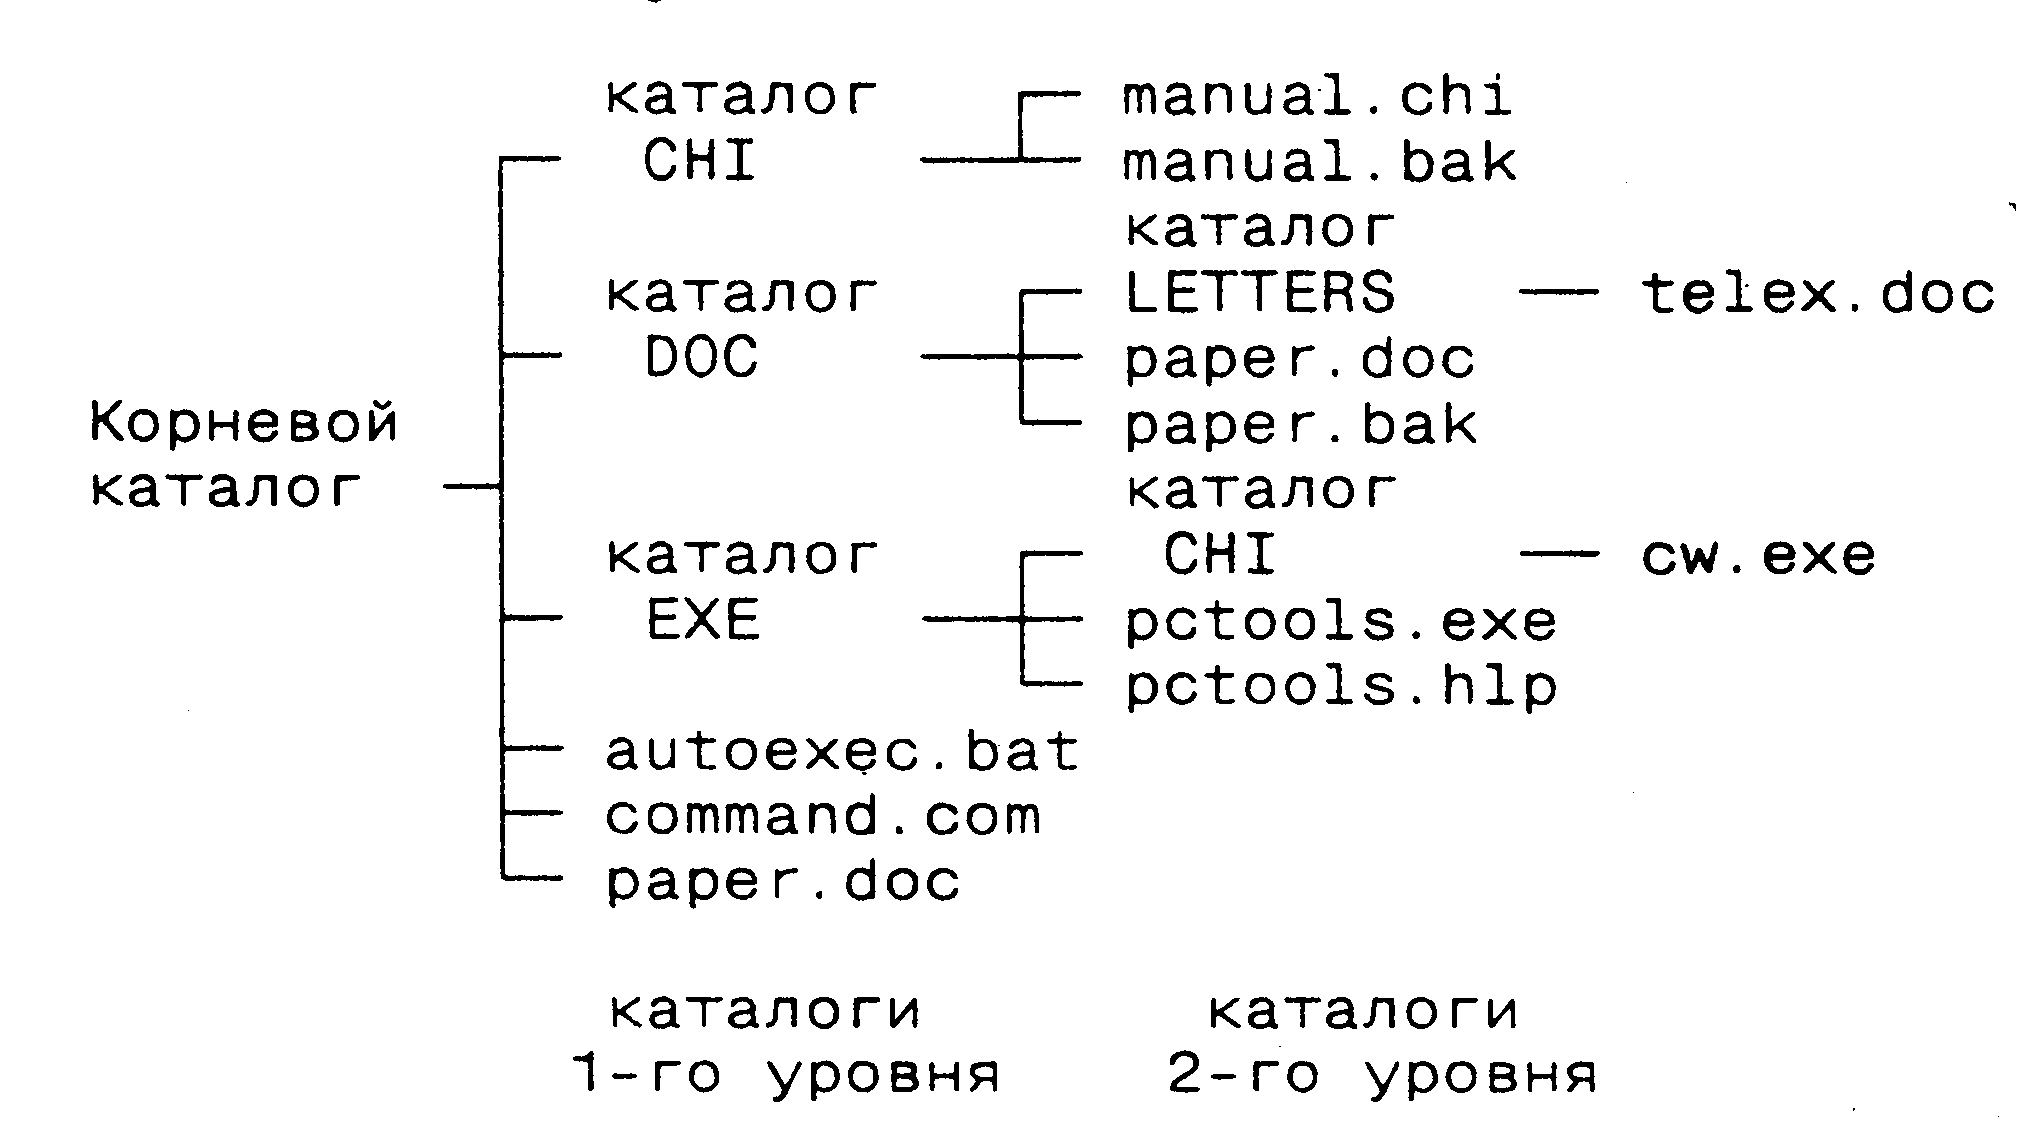 каталог
CHI
manual.chi
manual.bak
каталог
каталог
LETTERS
telex.doc
DOC
paper.doc
Корневой
каталог
paper.bak
каталог
каталог
CHI
cw.exe
EXE
pctools.exe
pctools.hlp
autoexec.bat
command.com
paper.doc
каталоги
1-го уровня
каталоги
2-го уровня